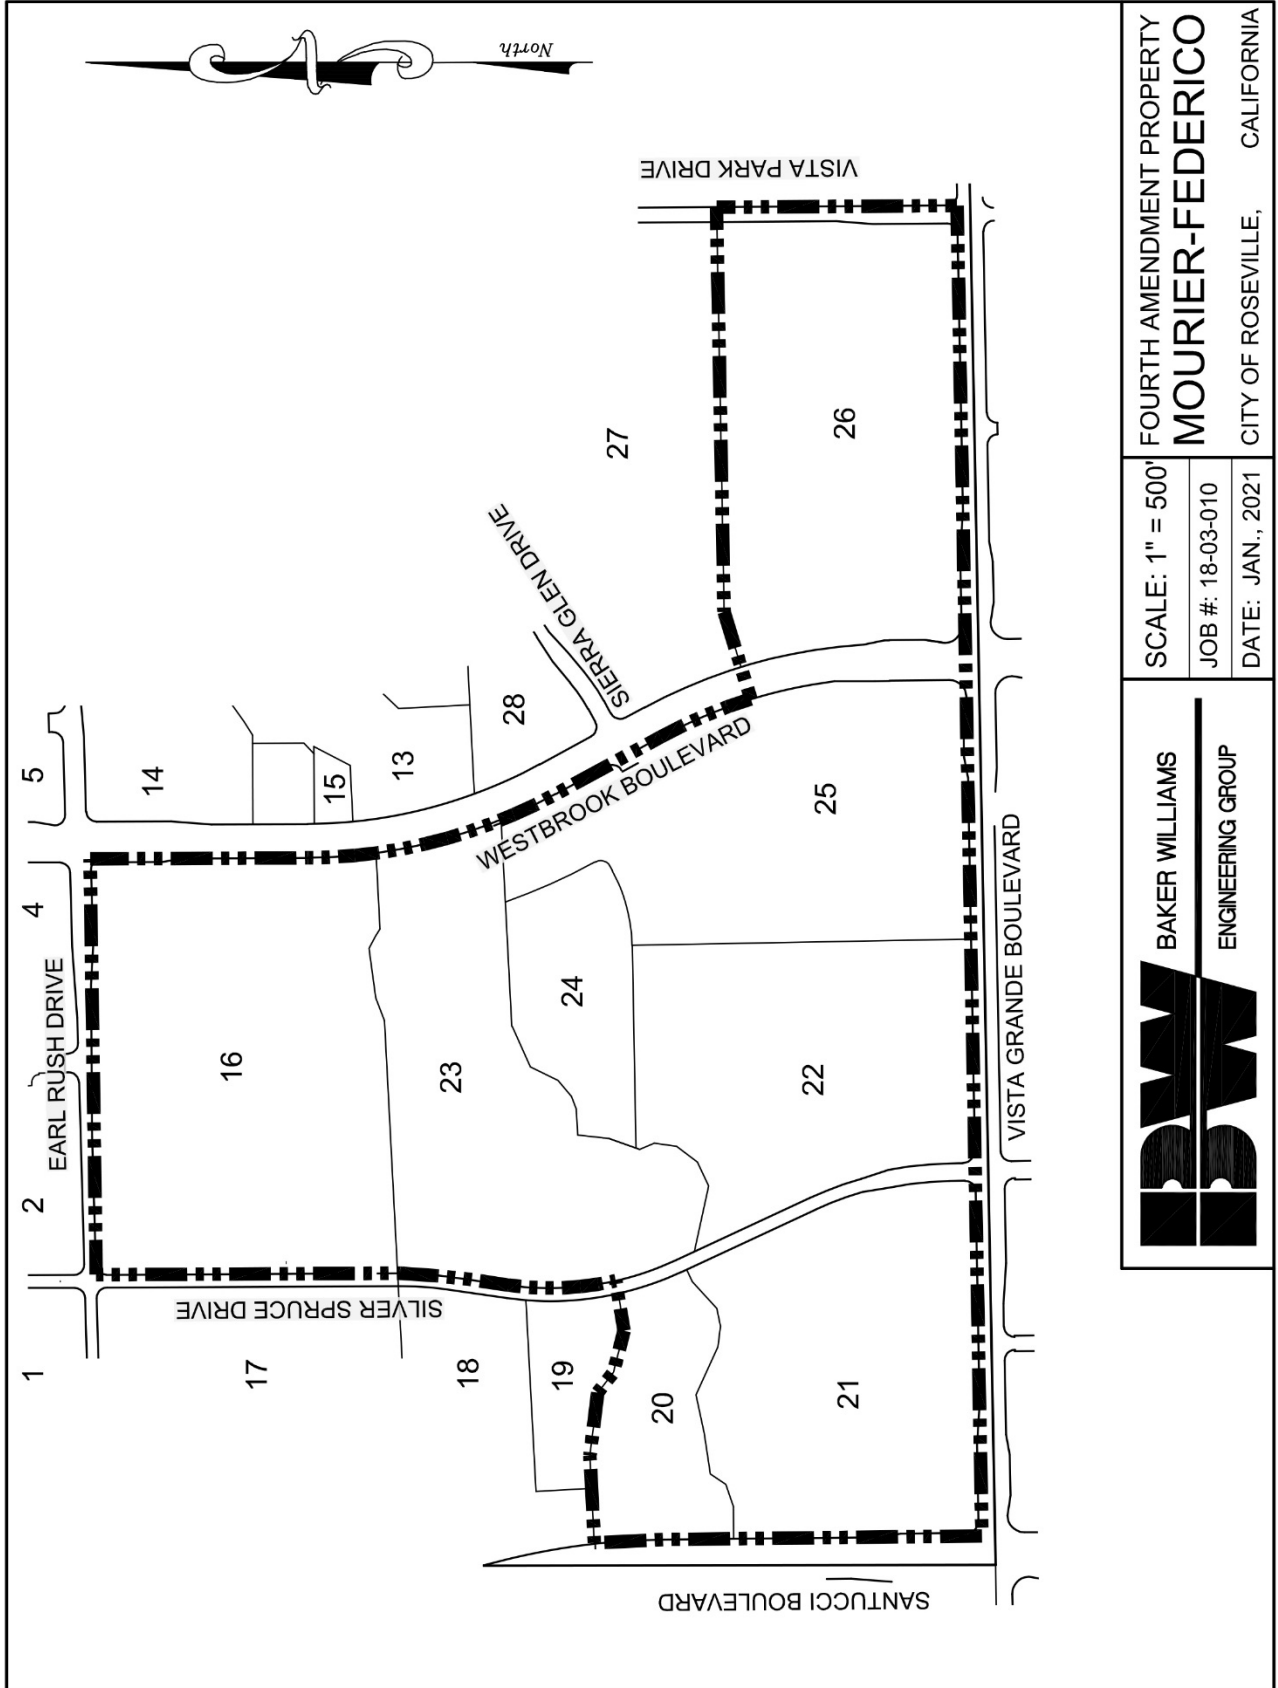 North
VISTA PARK DRIVE
5
14
15
13
28
SIERRA GLEN DRIVE
27
26
4
EARL RUSH DRIVE
2
16
23
24
WESTBROOK BOULEVARD
25
22
VISTA GRANDE BOULEVARD
1
17
SILVER SPRUCE DRIVE
18
19
20
21
SANTUCCI BOULEVARD
BAKER WILLIAMS
ENGINEERING GROUP
SCALE: 1" = 500'
JOB #: 18-03-010
DATE: JAN., 2021
FOURTH AMENDMENT PROPERTY
MOURIER-FEDERICO
CITY OF ROSEVILLE, CALIFORNIA